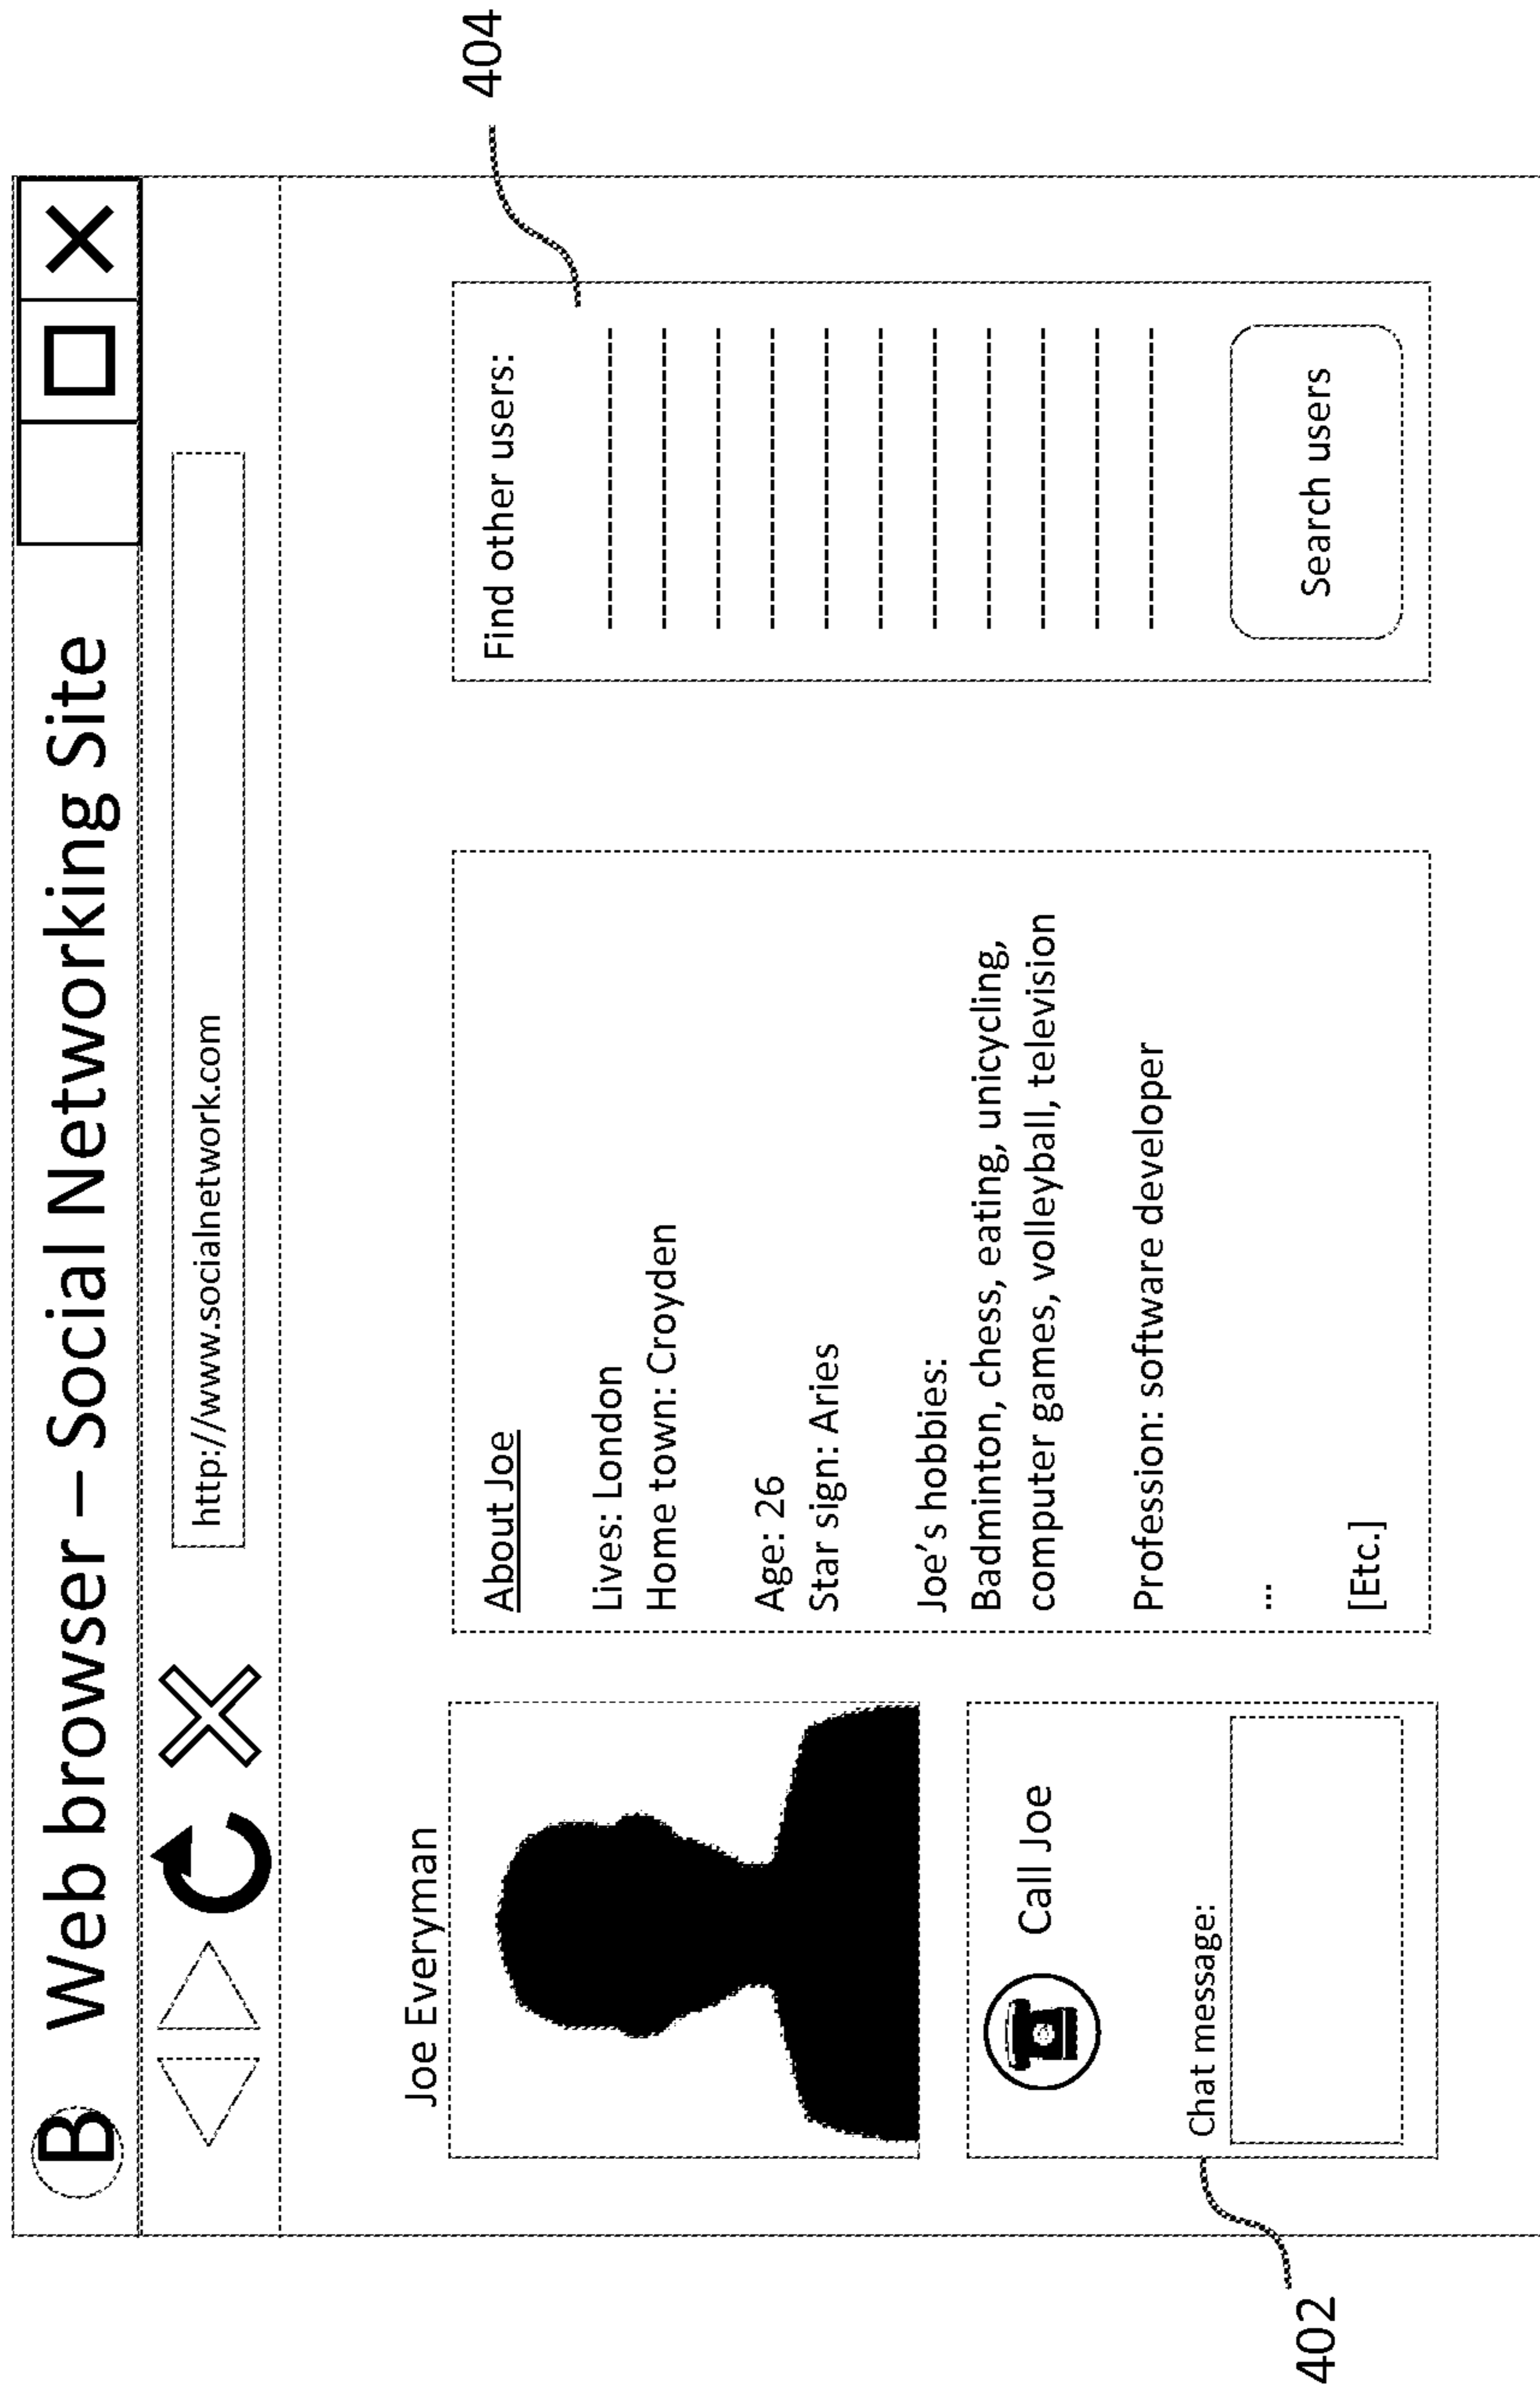 B Web browser – Social Networking Site
http://www.socialnetwork.com
Joe Everyman
Call Joe
Chat message:
402
About Joe
Lives: London
Home town: Croyden
Age: 26
Star sign: Aries
Joe's hobbies:
Badminton, chess, eating, unicycling,
computer games, volleyball, television
Profession: software developer
...
[Etc.]
Find other users:
Search users
404